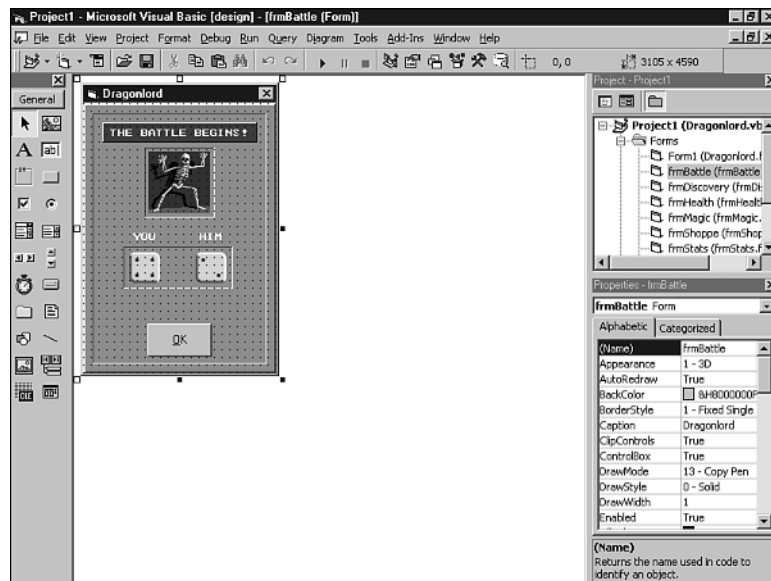 Project1 - Microsoft Visual Basic [design] - [frmBattle (Form)]
File Edit View Project Format Debug Run Query Diagram Tools Add-Ins Window Help
0, 0 3105 x 4590
General
Dragonlord
THE BATTLE BEGINS!
YOU HIM
OK
Project - Project1
Project1 (Dragonlord.vb
Forms
Form1 (Dragonlord.f
frmBattle (frmBattle
frmDiscovery (frmDi
frmHealth (frmHealt
frmMagic (frmMagic.
frmShoppe (frmShop
frmStats (frmStats.f
Properties - frmBattle
frmBattle Form
Alphabetic Categorized
(Name) frmBattle
Appearance 1 - 3D
AutoRedraw True
BackColor &H8000000F
BorderStyle 1 - Fixed Single
Caption Dragonlord
ClipControls True
ControlBox True
DrawMode 13 - Copy Pen
DrawStyle 0 - Solid
DrawWidth 1
Enabled True
(Name)
Returns the name used in code to
identify an object.